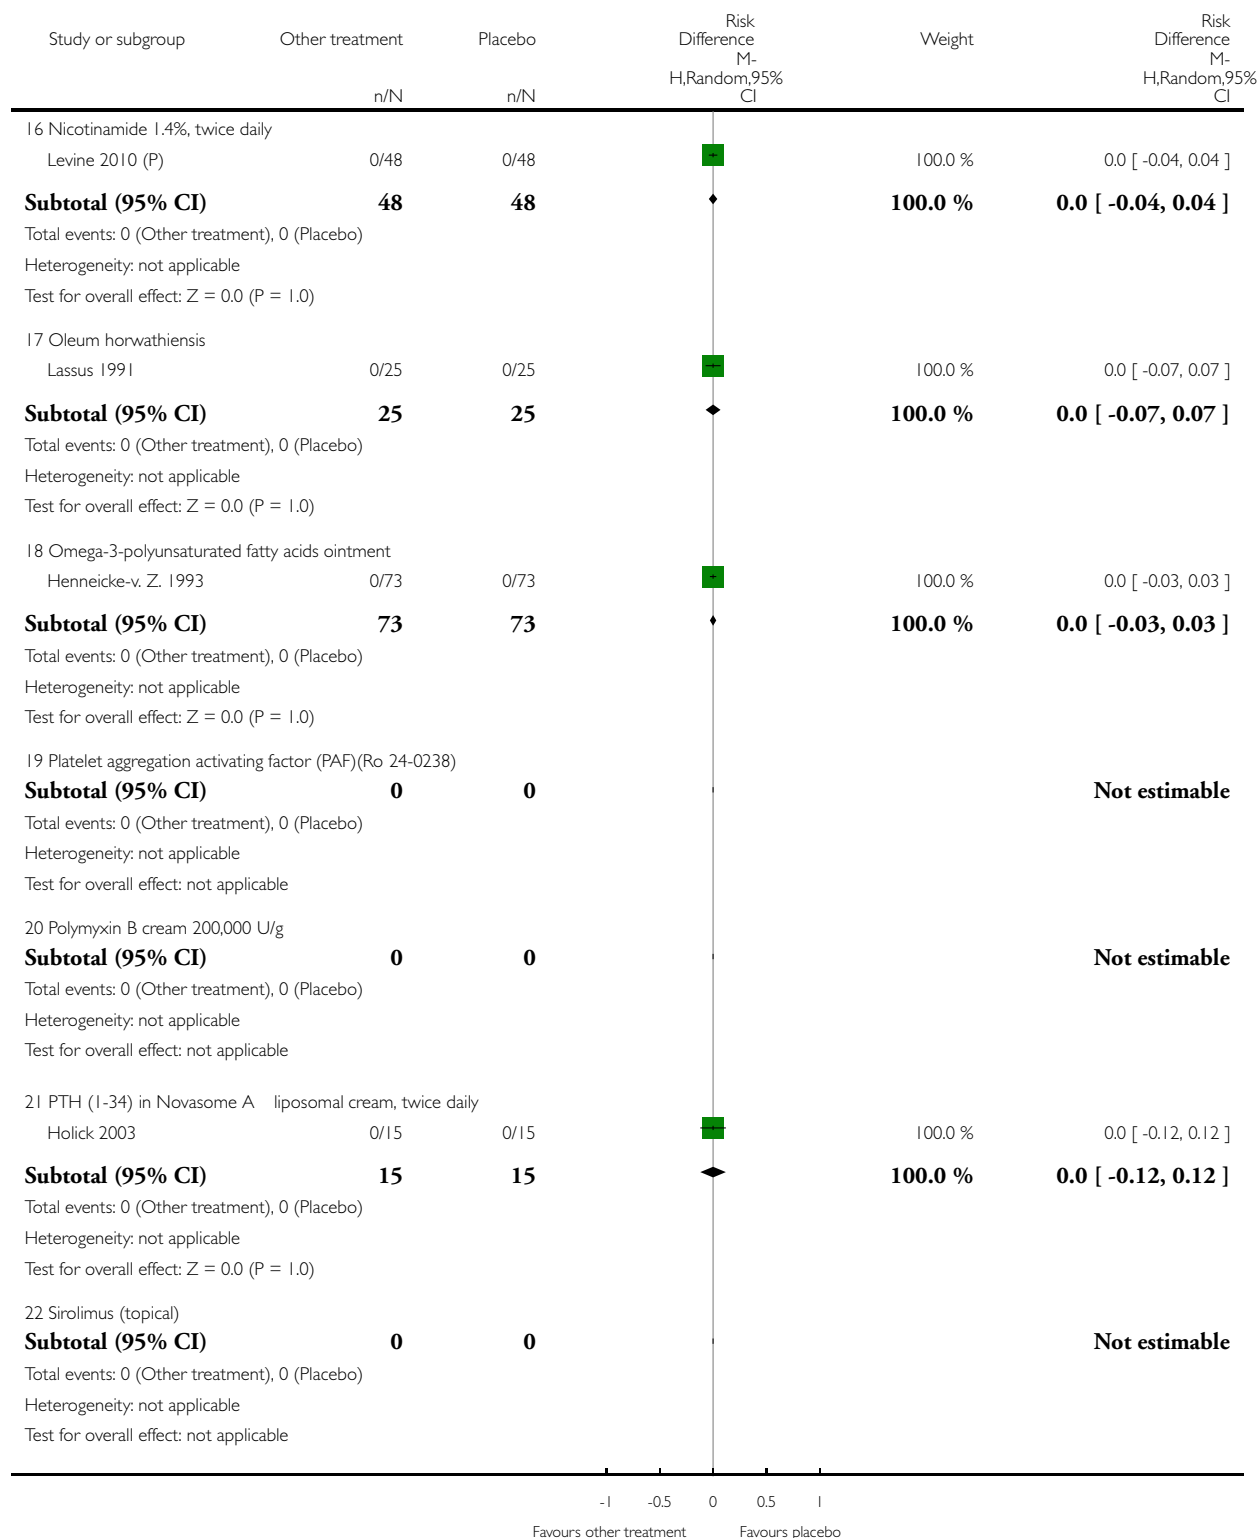 Study or subgroup Other treatment Placebo Risk Difference Weight Risk Difference
M-H,Random,95% CI M-H,Random,95% CI
n/N n/N
16 Nicotinamide 1.4%, twice daily
Levine 2010 (P) 0/48 0/48 100.0 % 0.0 [ -0.04, 0.04 ]
Subtotal (95% CI) 48 48 100.0 % 0.0 [ -0.04, 0.04 ]
Total events: 0 (Other treatment), 0 (Placebo)
Heterogeneity: not applicable
Test for overall effect: Z = 0.0 (P = 1.0)
17 Oleum horwathiensis
Lassus 1991 0/25 0/25 100.0 % 0.0 [ -0.07, 0.07 ]
Subtotal (95% CI) 25 25 100.0 % 0.0 [ -0.07, 0.07 ]
Total events: 0 (Other treatment), 0 (Placebo)
Heterogeneity: not applicable
Test for overall effect: Z = 0.0 (P = 1.0)
18 Omega-3-polyunsaturated fatty acids ointment
Henneicke-v. Z. 1993 0/73 0/73 100.0 % 0.0 [ -0.03, 0.03 ]
Subtotal (95% CI) 73 73 100.0 % 0.0 [ -0.03, 0.03 ]
Total events: 0 (Other treatment), 0 (Placebo)
Heterogeneity: not applicable
Test for overall effect: Z = 0.0 (P = 1.0)
19 Platelet aggregation activating factor (PAF)(Ro 24-0238)
Subtotal (95% CI) 0 0 Not estimable
Total events: 0 (Other treatment), 0 (Placebo)
Heterogeneity: not applicable
Test for overall effect: not applicable
20 Polymyxin B cream 200,000 U/g
Subtotal (95% CI) 0 0 Not estimable
Total events: 0 (Other treatment), 0 (Placebo)
Heterogeneity: not applicable
Test for overall effect: not applicable
21 PTH (1-34) in Novasome A liposomal cream, twice daily
Holick 2003 0/15 0/15 100.0 % 0.0 [ -0.12, 0.12 ]
Subtotal (95% CI) 15 15 100.0 % 0.0 [ -0.12, 0.12 ]
Total events: 0 (Other treatment), 0 (Placebo)
Heterogeneity: not applicable
Test for overall effect: Z = 0.0 (P = 1.0)
22 Sirolimus (topical)
Subtotal (95% CI) 0 0 Not estimable
Total events: 0 (Other treatment), 0 (Placebo)
Heterogeneity: not applicable
Test for overall effect: not applicable
-1 -0.5 0 0.5 1
Favours other treatment Favours placebo